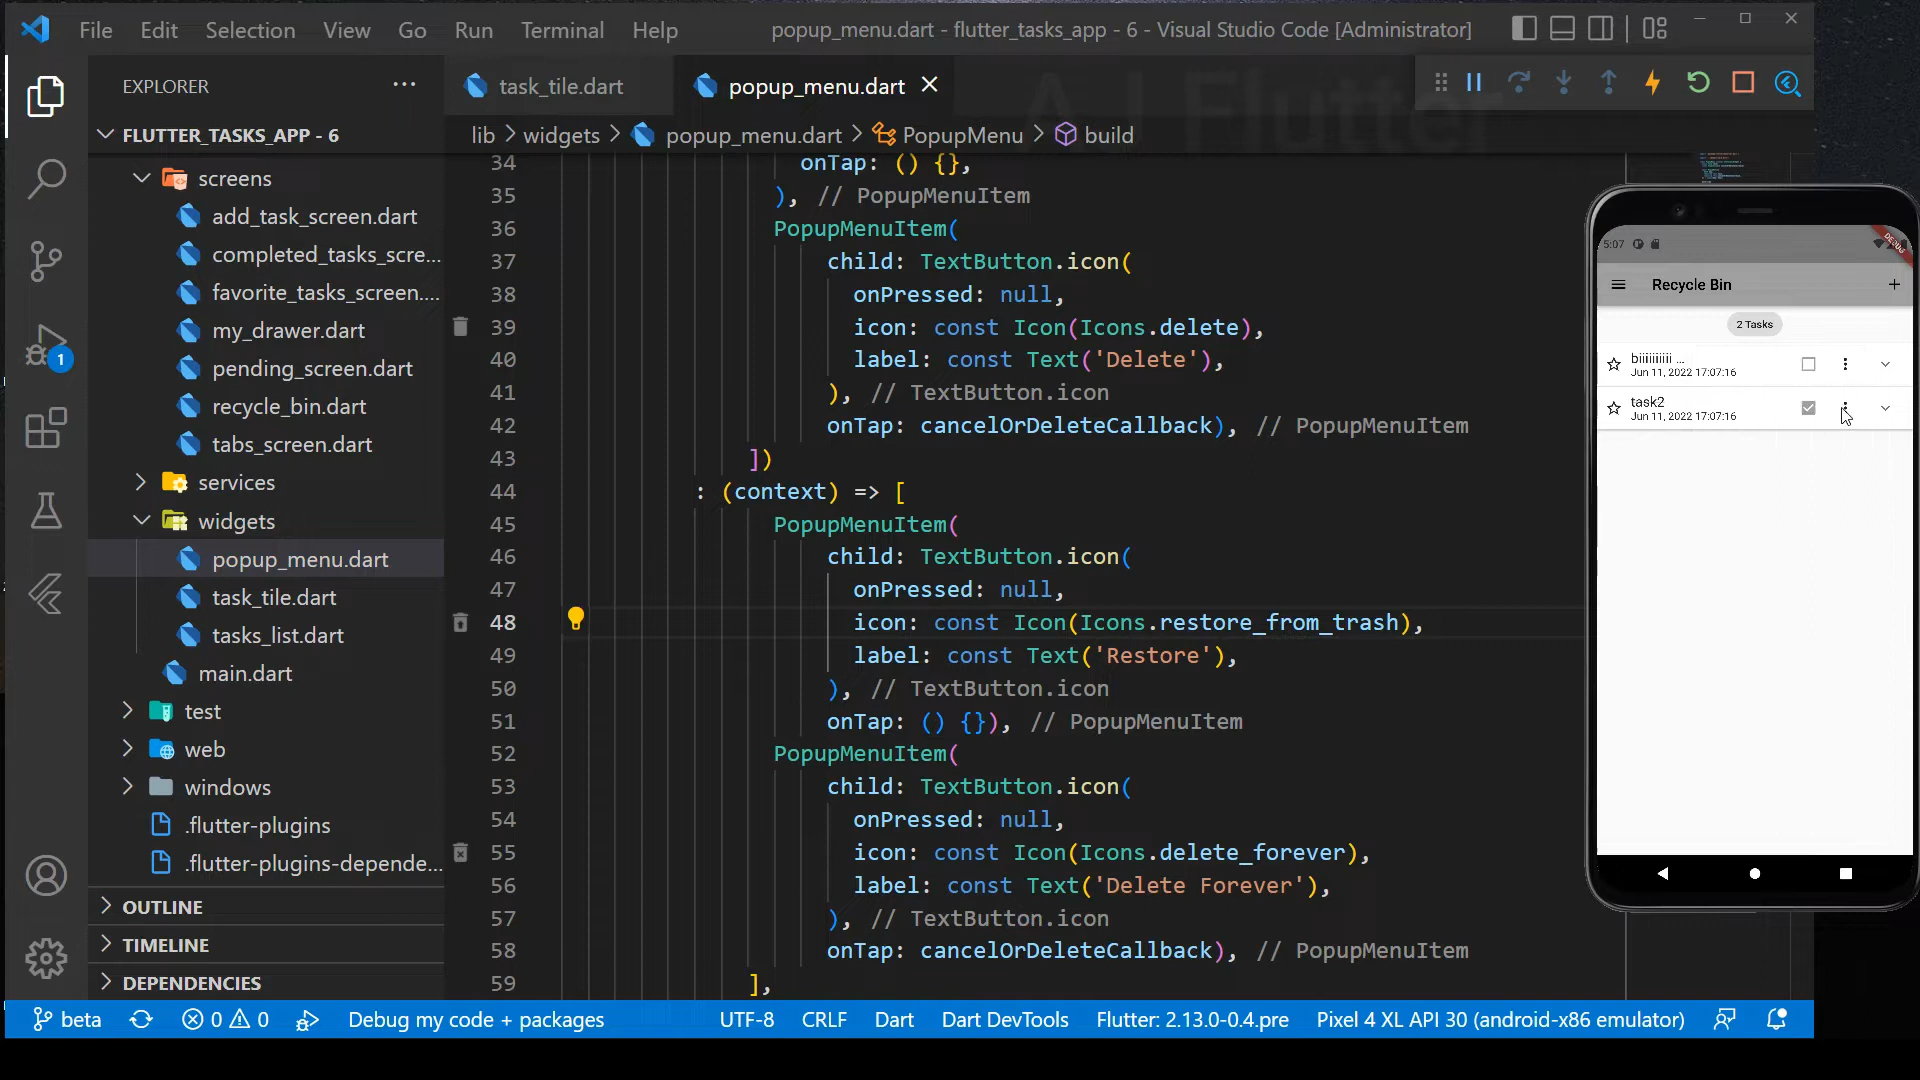 File Edit Selection View Go Run Terminal Help
popup_menu.dart - flutter_tasks_app - 6 - Visual Studio Code [Administrator]
EXPLORER
task_tile.dart
popup_menu.dart
A J Flutter
FLUTTER_TASKS_APP - 6
lib > widgets > popup_menu.dart > PopupMenu > build
screens
add_task_screen.dart
completed_tasks_scre...
favorite_tasks_screen....
my_drawer.dart
pending_screen.dart
recycle_bin.dart
tabs_screen.dart
services
widgets
popup_menu.dart
task_tile.dart
tasks_list.dart
main.dart
test
web
windows
.flutter-plugins
.flutter-plugins-depende...
OUTLINE
TIMELINE
DEPENDENCIES
1
34 onTap: () {},
35 ), // PopupMenuItem
36 PopupMenuItem(
37 child: TextButton.icon(
38 onPressed: null,
39 icon: const Icon(Icons.delete),
40 label: const Text('Delete'),
41 ), // TextButton.icon
42 onTap: cancelOrDeleteCallback), // PopupMenuItem
43 ])
44 : (context) => [
45 PopupMenuItem(
46 child: TextButton.icon(
47 onPressed: null,
48 icon: const Icon(Icons.restore_from_trash),
49 label: const Text('Restore'),
50 ), // TextButton.icon
51 onTap: () {}), // PopupMenuItem
52 PopupMenuItem(
53 child: TextButton.icon(
54 onPressed: null,
55 icon: const Icon(Icons.delete_forever),
56 label: const Text('Delete Forever'),
57 ), // TextButton.icon
58 onTap: cancelOrDeleteCallback), // PopupMenuItem
59 ],
5:07
DEBUG
Recycle Bin
2 Tasks
biiiiiiiiii ...
Jun 11, 2022 17:07:16
task2
Jun 11, 2022 17:07:16
beta 0 0 Debug my code + packages UTF-8 CRLF Dart Dart DevTools Flutter: 2.13.0-0.4.pre Pixel 4 XL API 30 (android-x86 emulator)